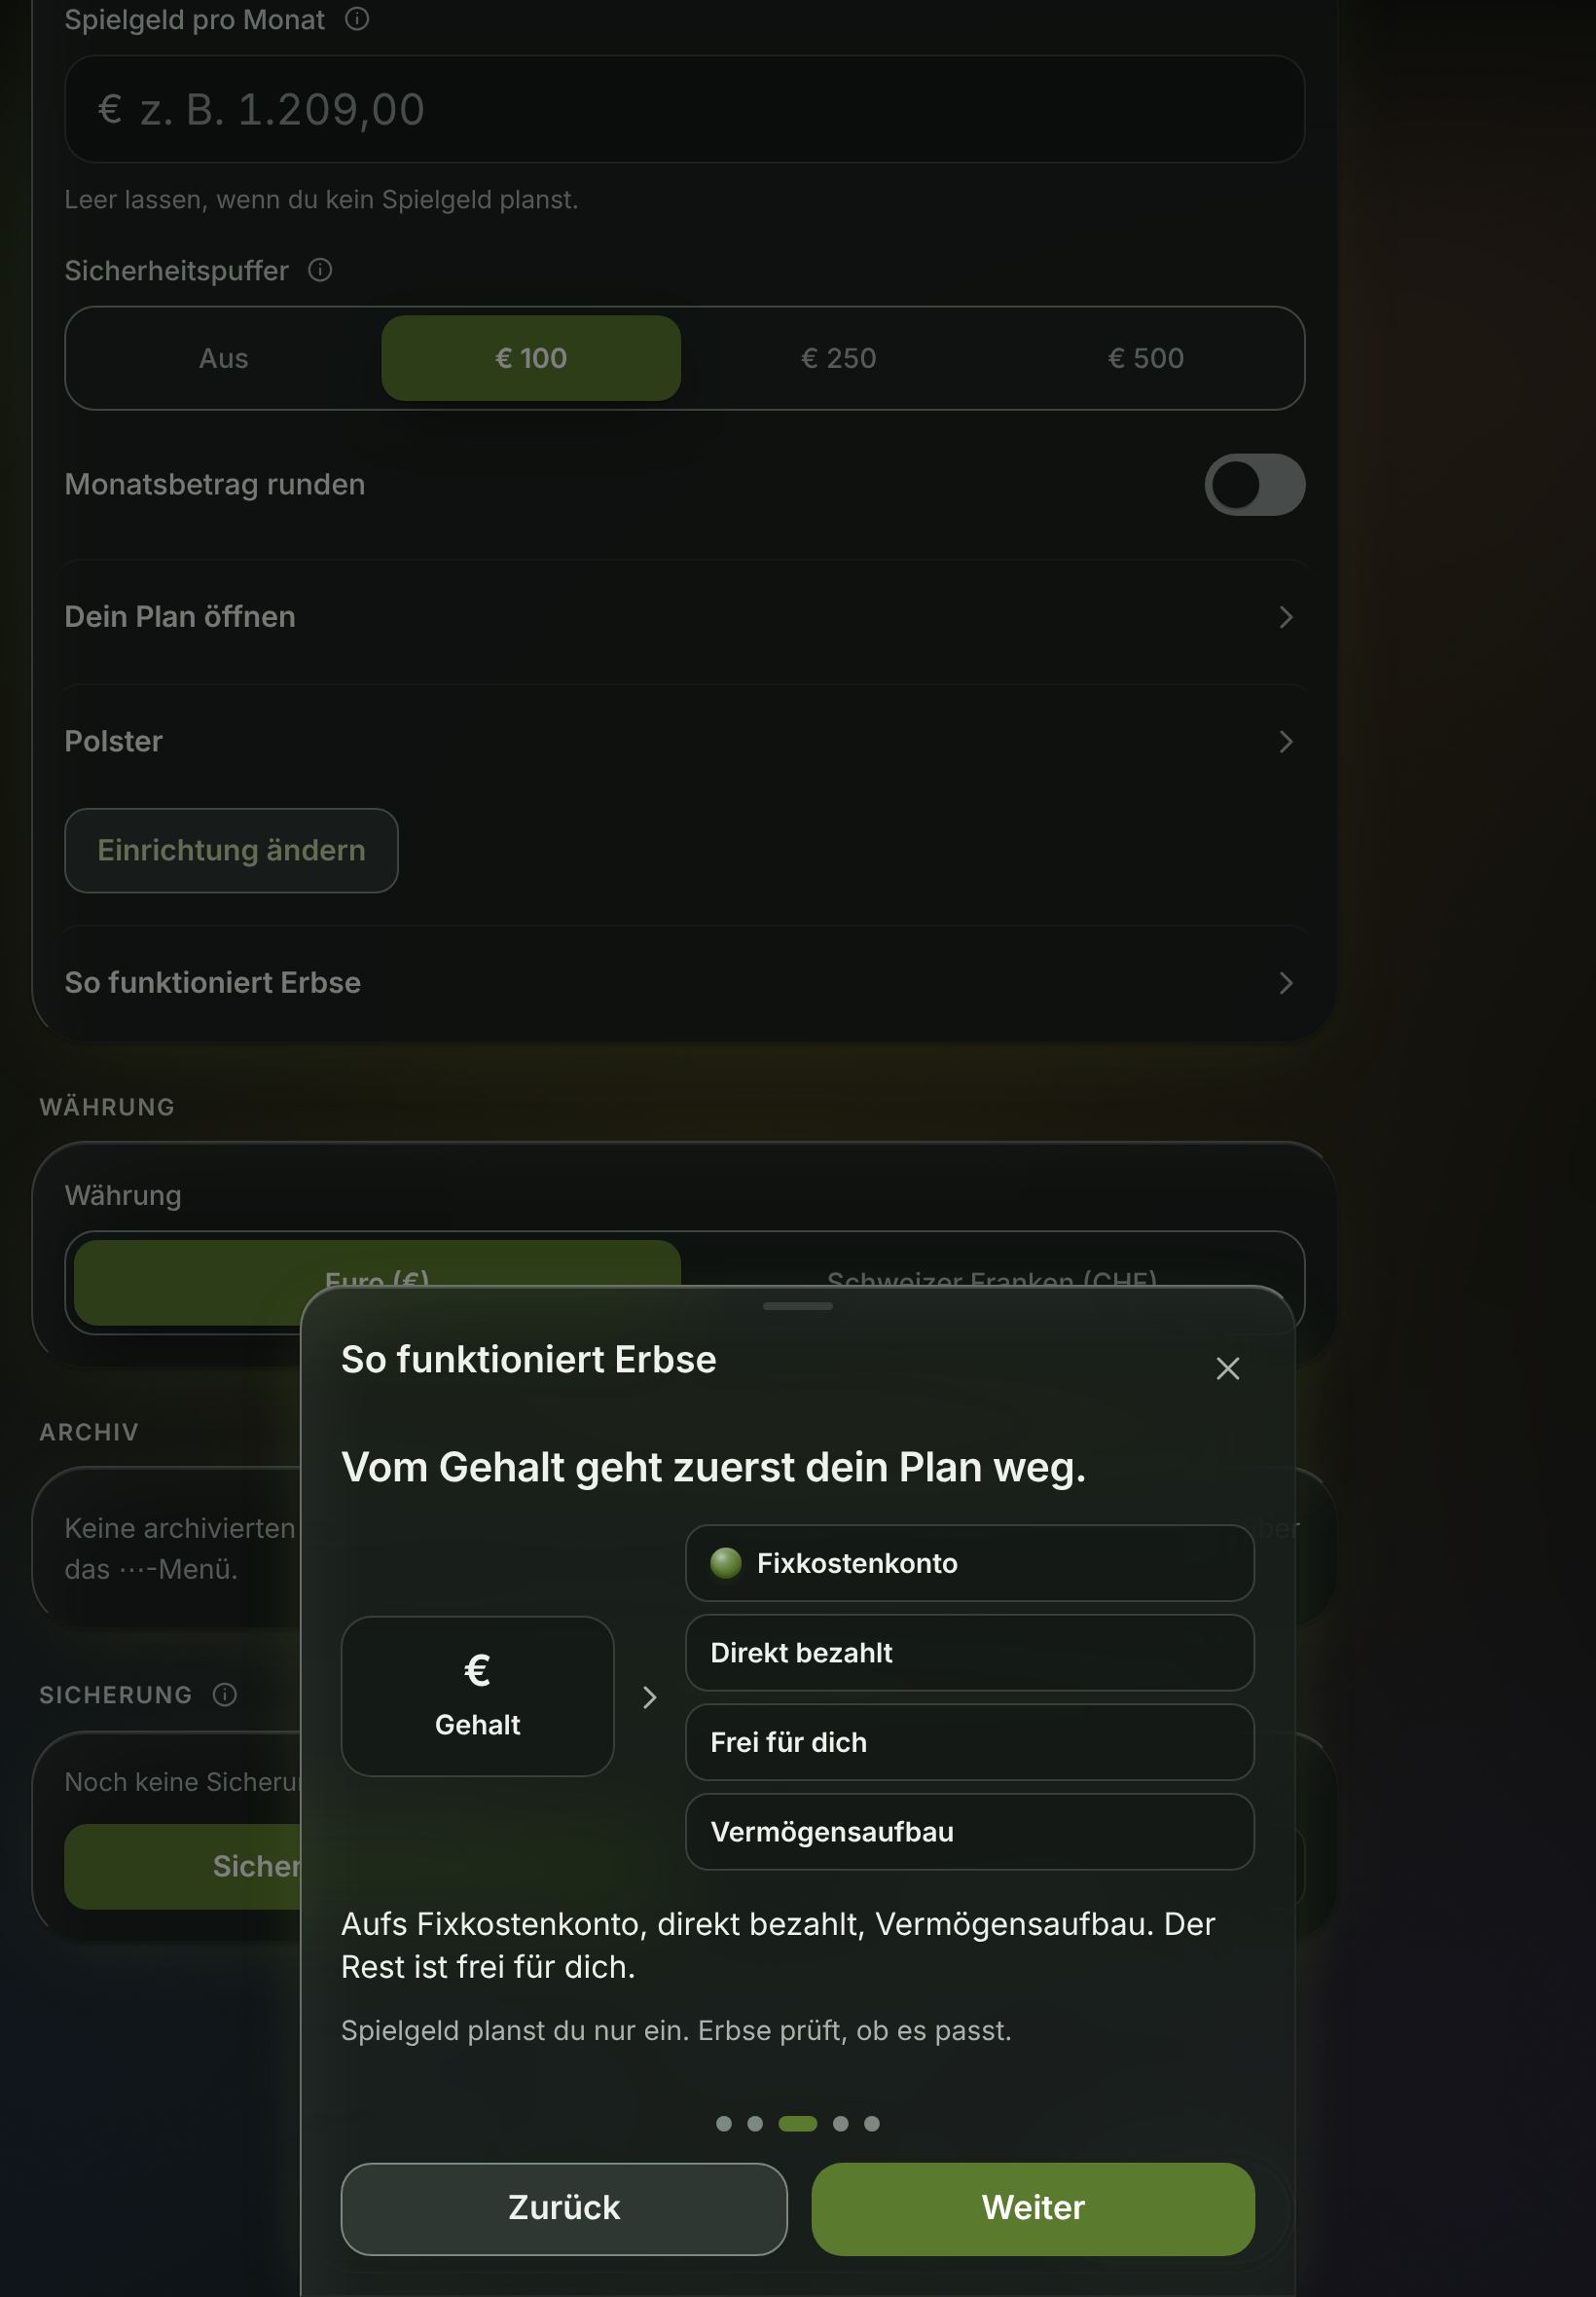 Spielgeld pro Monat
€ z. B. 1.209,00
Leer lassen, wenn du kein Spielgeld planst.
Sicherheitspuffer
Aus € 100 € 250 € 500
Monatsbetrag runden
Dein Plan öffnen
Polster
Einrichtung ändern
So funktioniert Erbse
WÄHRUNG
Währung
Euro (€) Schweizer Franken (CHF)
ARCHIV
Keine archivierten
das ···-Menü.
SICHERUNG
Noch keine
So funktioniert Erbse
Vom Gehalt geht zuerst dein Plan weg.
€
Gehalt
Fixkostenkonto
Direkt bezahlt
Frei für dich
Vermögensaufbau
Aufs Fixkostenkonto, direkt bezahlt, Vermögensaufbau. Der
Rest ist frei für dich.
Spielgeld planst du nur ein. Erbse prüft, ob es passt.
Zurück Weiter